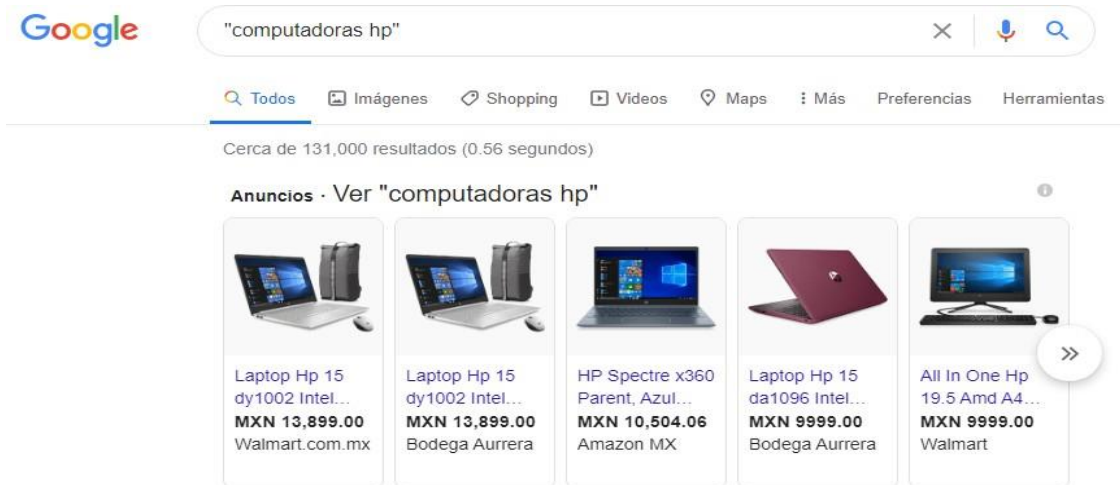 Google
"computadoras hp"
Todos Imágenes Shopping Videos Maps Más Preferencias Herramientas
Cerca de 131,000 resultados (0.56 segundos)
Anuncios · Ver "computadoras hp"
Laptop Hp 15
dy1002 Intel...
MXN 13,899.00
Walmart.com.mx
Laptop Hp 15
dy1002 Intel...
MXN 13,899.00
Bodega Aurrera
HP Spectre x360
Parent, Azul...
MXN 10,504.06
Amazon MX
Laptop Hp 15
da1096 Intel...
MXN 9999.00
Bodega Aurrera
All In One Hp
19.5 Amd A4...
MXN 9999.00
Walmart